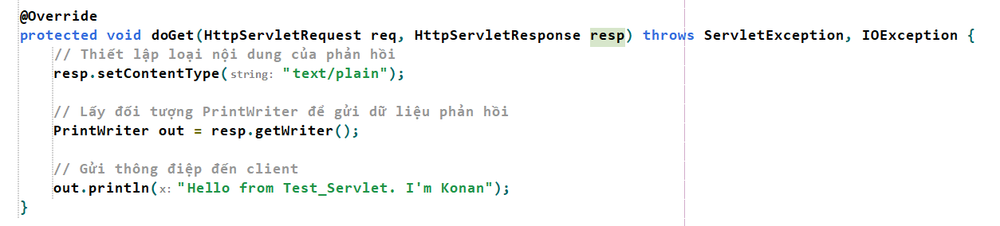 @Override
protected void doGet(HttpServletRequest req, HttpServletResponse resp) throws ServletException, IOException {
// Thiết lập loại nội dung của phản hồi
resp.setContentType( string: "text/plain");
// Lấy đối tượng PrintWriter để gửi dữ liệu phản hồi
PrintWriter out = resp.getWriter();
// Gửi thông điệp đến client
out.println( x: "Hello from Test_Servlet. I'm Konan");
}